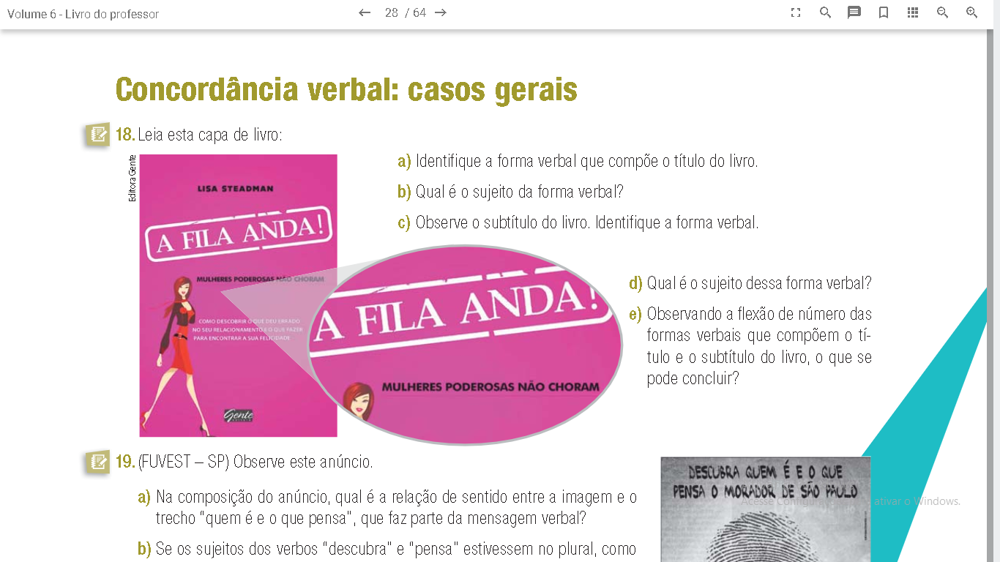 Volume 6 - Livro do professor
28 / 64
Concordância verbal: casos gerais
18. Leia esta capa de livro:
Editora Gente
LISA STEADMAN
A FILA ANDA!
MULHERES PODEROSAS NÃO CHORAM
COMO DESCOBRIR O QUE DEU ERRADO
NO SEU RELACIONAMENTO E O QUE FAZER
PARA ENCONTRAR A SUA FELICIDADE
Gente
EDITORA
A FILA ANDA!
MULHERES PODEROSAS NÃO CHORAM
a) Identifique a forma verbal que compõe o título do livro.
b) Qual é o sujeito da forma verbal?
c) Observe o subtítulo do livro. Identifique a forma verbal.
d) Qual é o sujeito dessa forma verbal?
e) Observando a flexão de número das
formas verbais que compõem o tí-
tulo e o subtítulo do livro, o que se
pode concluir?
19. (FUVEST – SP) Observe este anúncio.
a) Na composição do anúncio, qual é a relação de sentido entre a imagem e o
trecho "quem é e o que pensa", que faz parte da mensagem verbal?
b) Se os sujeitos dos verbos "descubra" e "pensa" estivessem no plural, como
DESCUBRA QUEM É E O QUE
PENSA O MORADOR DE SÃO PAULO
Acesse Configurações ativar o Windows.